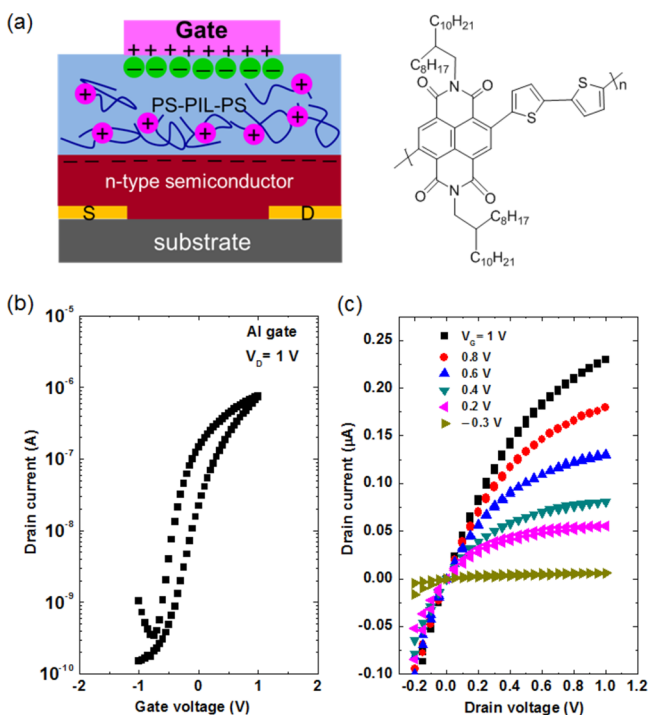 (a)
Gate
+ + + + + + + +
− − − − − − −
+ +
PS-PIL-PS
+ + + + +
n-type semiconductor
S D
substrate
C10H21
C8H17
O N O
S
S
n
O N O
C8H17
C10H21
(b)
Al gate
VD= 1 V
10-5
10-6
10-7
10-8
10-9
10-10
Drain current (A)
-2 -1 0 1 2
Gate voltage (V)
(c)
VG= 1 V
0.8 V
0.6 V
0.4 V
0.2 V
−0.3 V
0.25
0.20
0.15
0.10
0.05
0.00
-0.05
-0.10
Drain current (μA)
-0.2 0.0 0.2 0.4 0.6 0.8 1.0 1.2
Drain voltage (V)